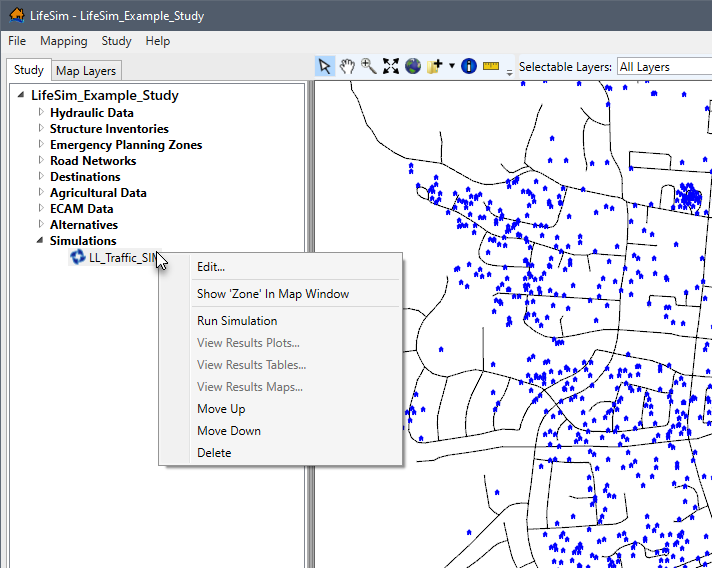 LifeSim - LifeSim_Example_Study
File Mapping Study Help
Study Map Layers
Selectable Layers: All Layers
LifeSim_Example_Study
Hydraulic Data
Structure Inventories
Emergency Planning Zones
Road Networks
Destinations
Agricultural Data
ECAM Data
Alternatives
Simulations
LL_Traffic_SIM
Edit...
Show 'Zone' In Map Window
Run Simulation
View Results Plots...
View Results Tables...
View Results Maps...
Move Up
Move Down
Delete